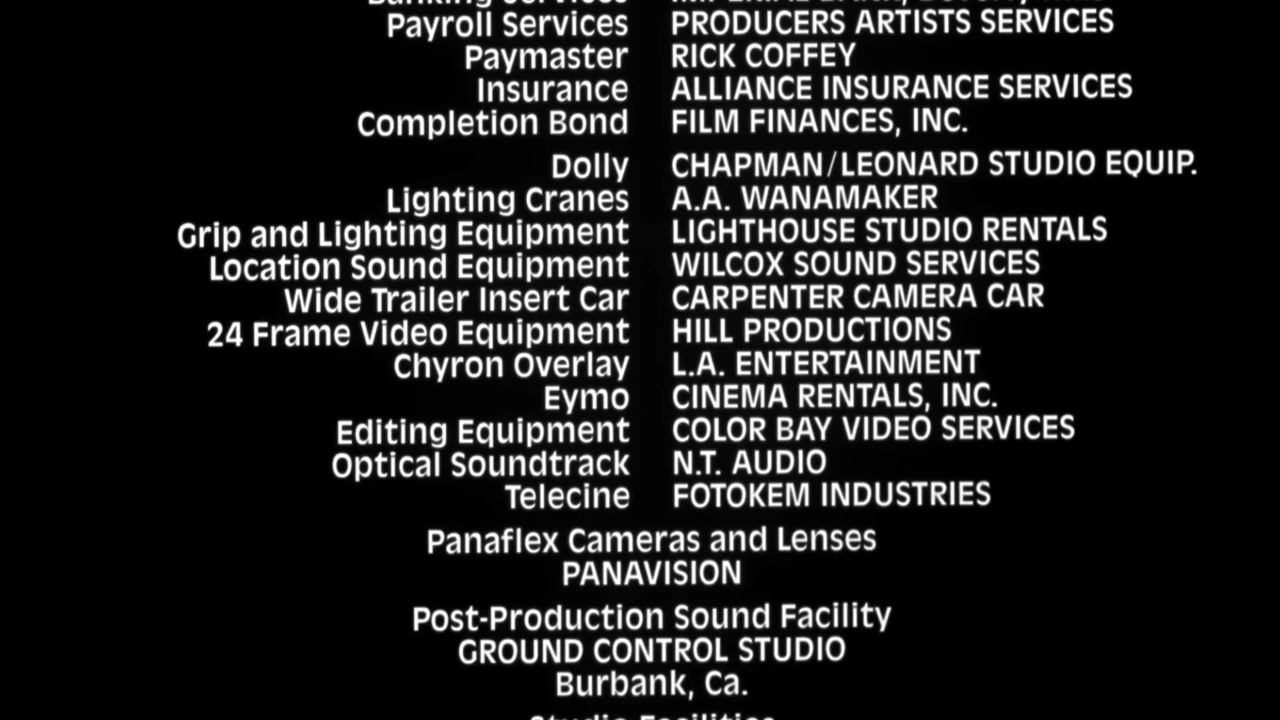 Banking Services
Payroll Services PRODUCERS ARTISTS SERVICES
Paymaster RICK COFFEY
Insurance ALLIANCE INSURANCE SERVICES
Completion Bond FILM FINANCES, INC.
Dolly CHAPMAN/LEONARD STUDIO EQUIP.
Lighting Cranes A.A. WANAMAKER
Grip and Lighting Equipment LIGHTHOUSE STUDIO RENTALS
Location Sound Equipment WILCOX SOUND SERVICES
Wide Trailer Insert Car CARPENTER CAMERA CAR
24 Frame Video Equipment HILL PRODUCTIONS
Chyron Overlay L.A. ENTERTAINMENT
Eymo CINEMA RENTALS, INC.
Editing Equipment COLOR BAY VIDEO SERVICES
Optical Soundtrack N.T. AUDIO
Telecine FOTOKEM INDUSTRIES
Panaflex Cameras and Lenses
PANAVISION
Post-Production Sound Facility
GROUND CONTROL STUDIO
Burbank, Ca.
Studio Facilities